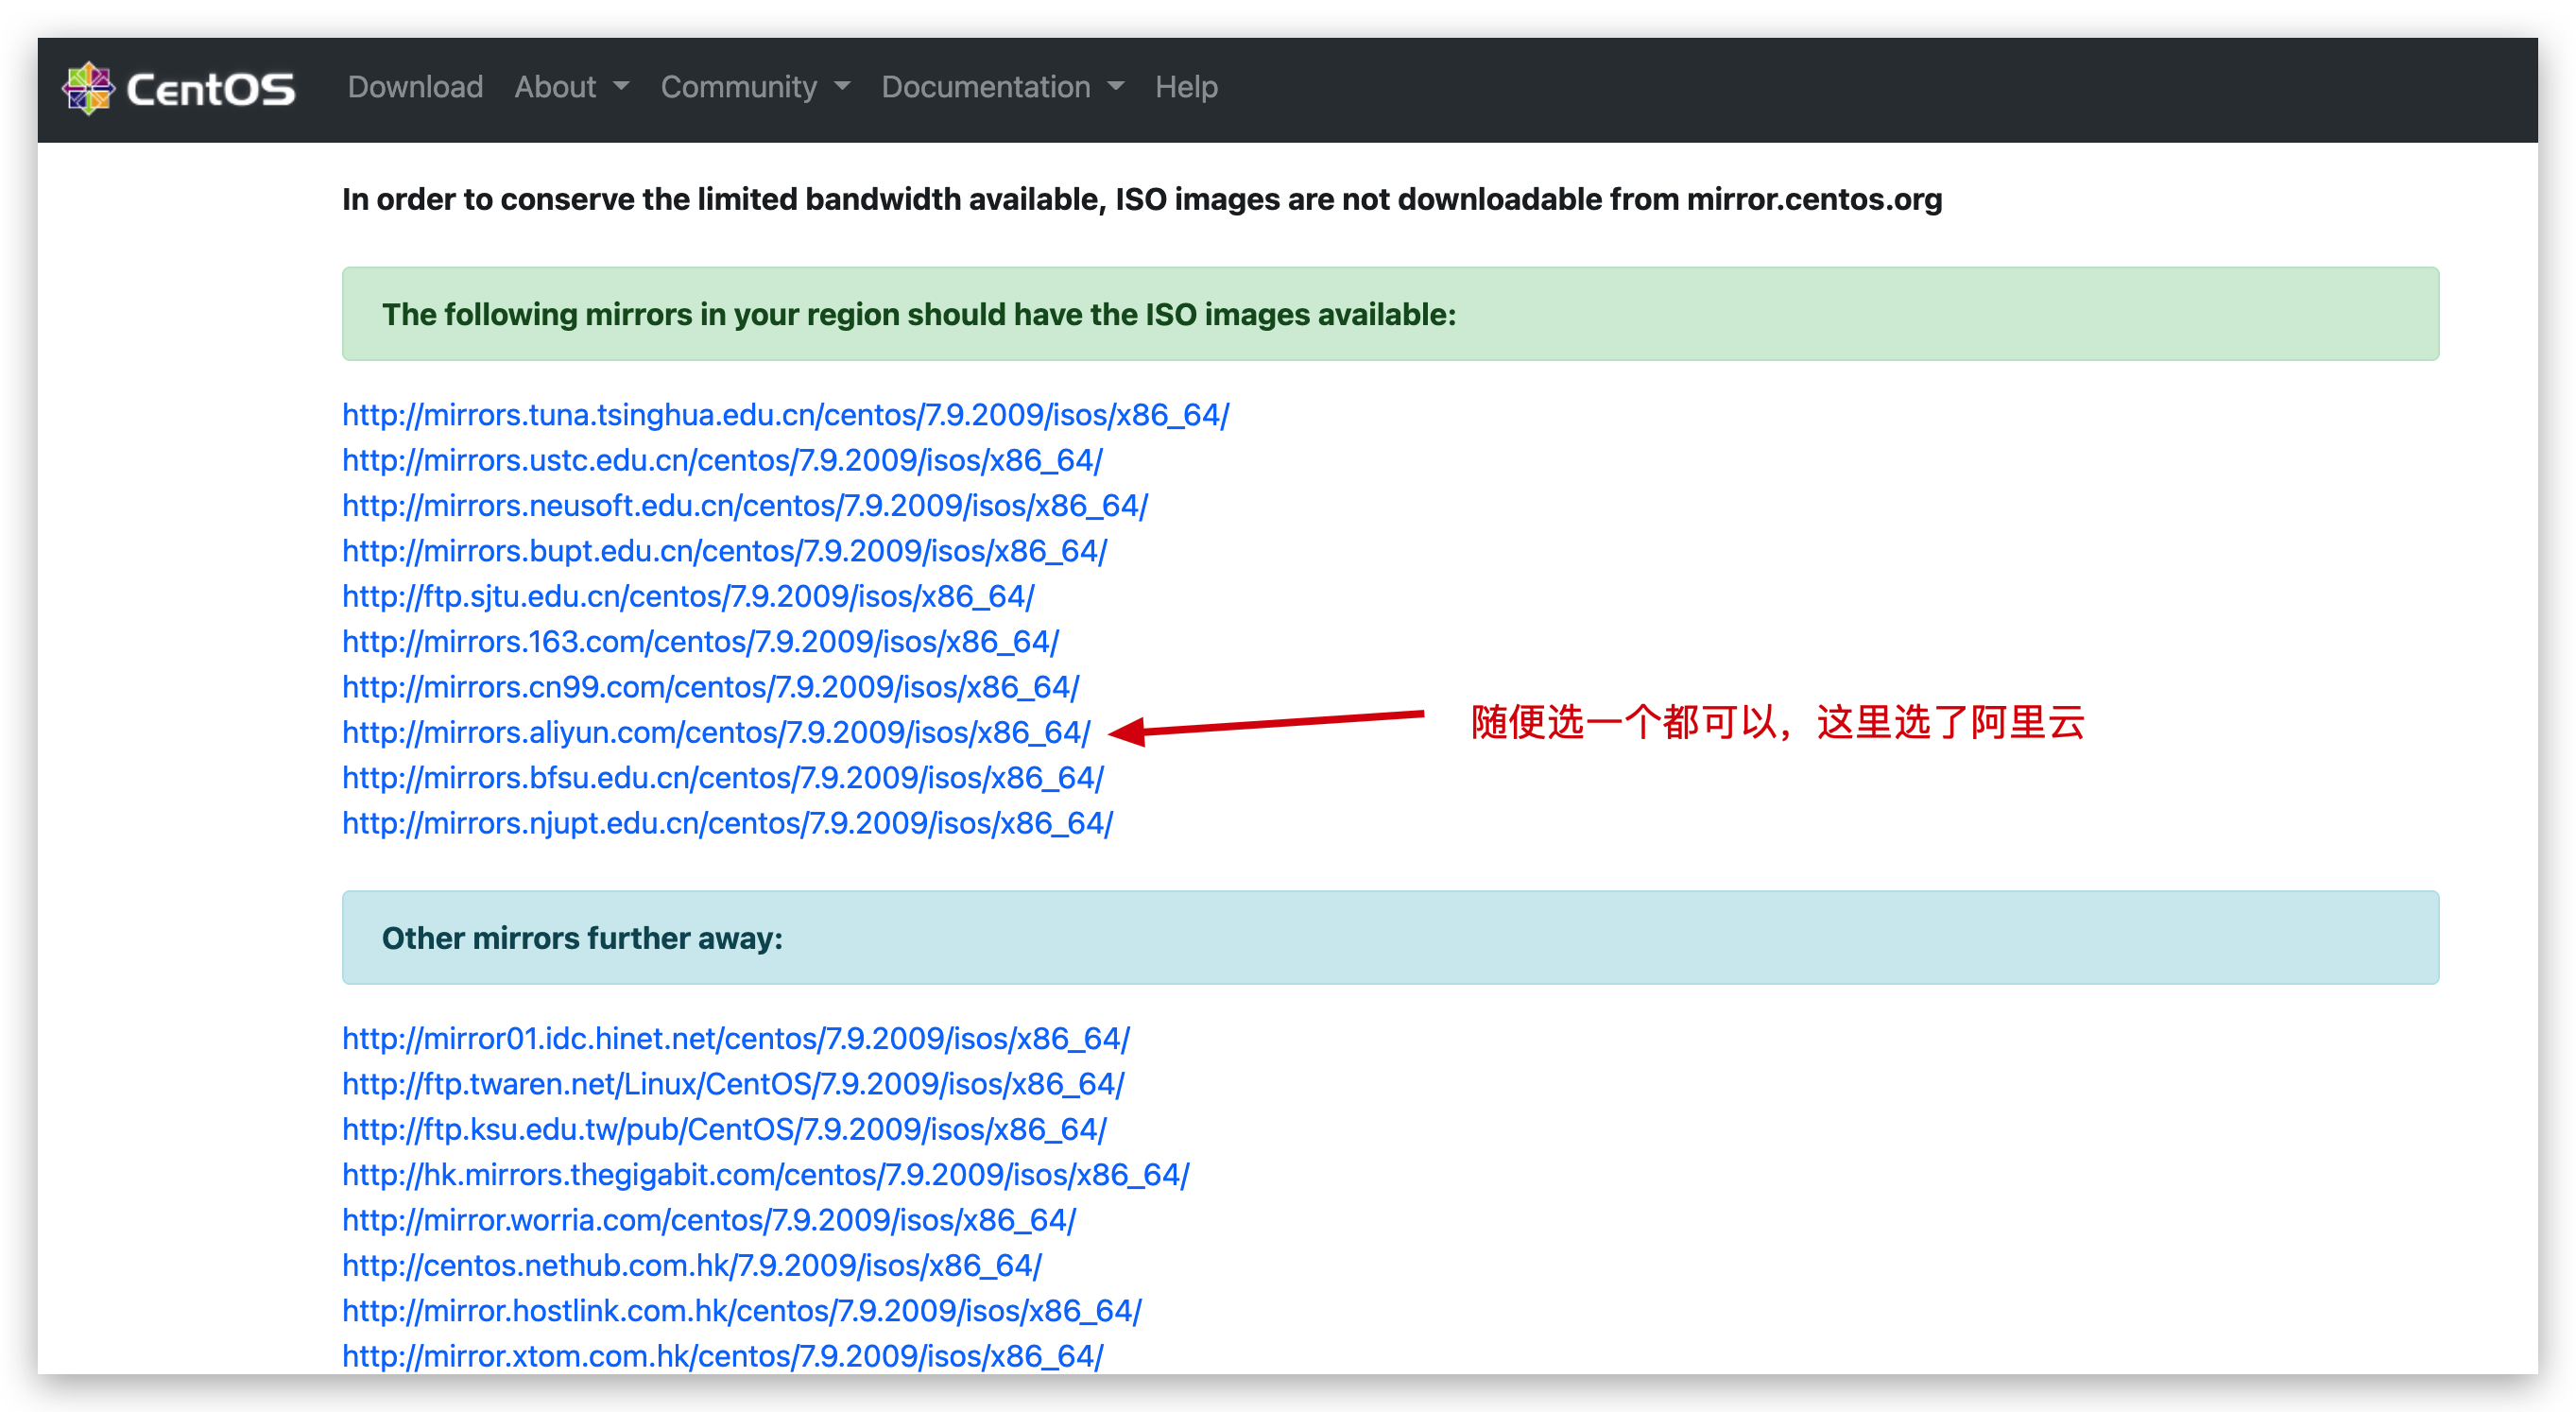 CentOS Download About Community Documentation Help
In order to conserve the limited bandwidth available, ISO images are not downloadable from mirror.centos.org
The following mirrors in your region should have the ISO images available:
http://mirrors.tuna.tsinghua.edu.cn/centos/7.9.2009/isos/x86_64/
http://mirrors.ustc.edu.cn/centos/7.9.2009/isos/x86_64/
http://mirrors.neusoft.edu.cn/centos/7.9.2009/isos/x86_64/
http://mirrors.bupt.edu.cn/centos/7.9.2009/isos/x86_64/
http://ftp.sjtu.edu.cn/centos/7.9.2009/isos/x86_64/
http://mirrors.163.com/centos/7.9.2009/isos/x86_64/
http://mirrors.cn99.com/centos/7.9.2009/isos/x86_64/
http://mirrors.aliyun.com/centos/7.9.2009/isos/x86_64/
随便选一个都可以，这里选了阿里云
http://mirrors.bfsu.edu.cn/centos/7.9.2009/isos/x86_64/
http://mirrors.njupt.edu.cn/centos/7.9.2009/isos/x86_64/
Other mirrors further away:
http://mirror01.idc.hinet.net/centos/7.9.2009/isos/x86_64/
http://ftp.twaren.net/Linux/CentOS/7.9.2009/isos/x86_64/
http://ftp.ksu.edu.tw/pub/CentOS/7.9.2009/isos/x86_64/
http://hk.mirrors.thegigabit.com/centos/7.9.2009/isos/x86_64/
http://mirror.worria.com/centos/7.9.2009/isos/x86_64/
http://centos.nethub.com.hk/7.9.2009/isos/x86_64/
http://mirror.hostlink.com.hk/centos/7.9.2009/isos/x86_64/
http://mirror.xtom.com.hk/centos/7.9.2009/isos/x86_64/